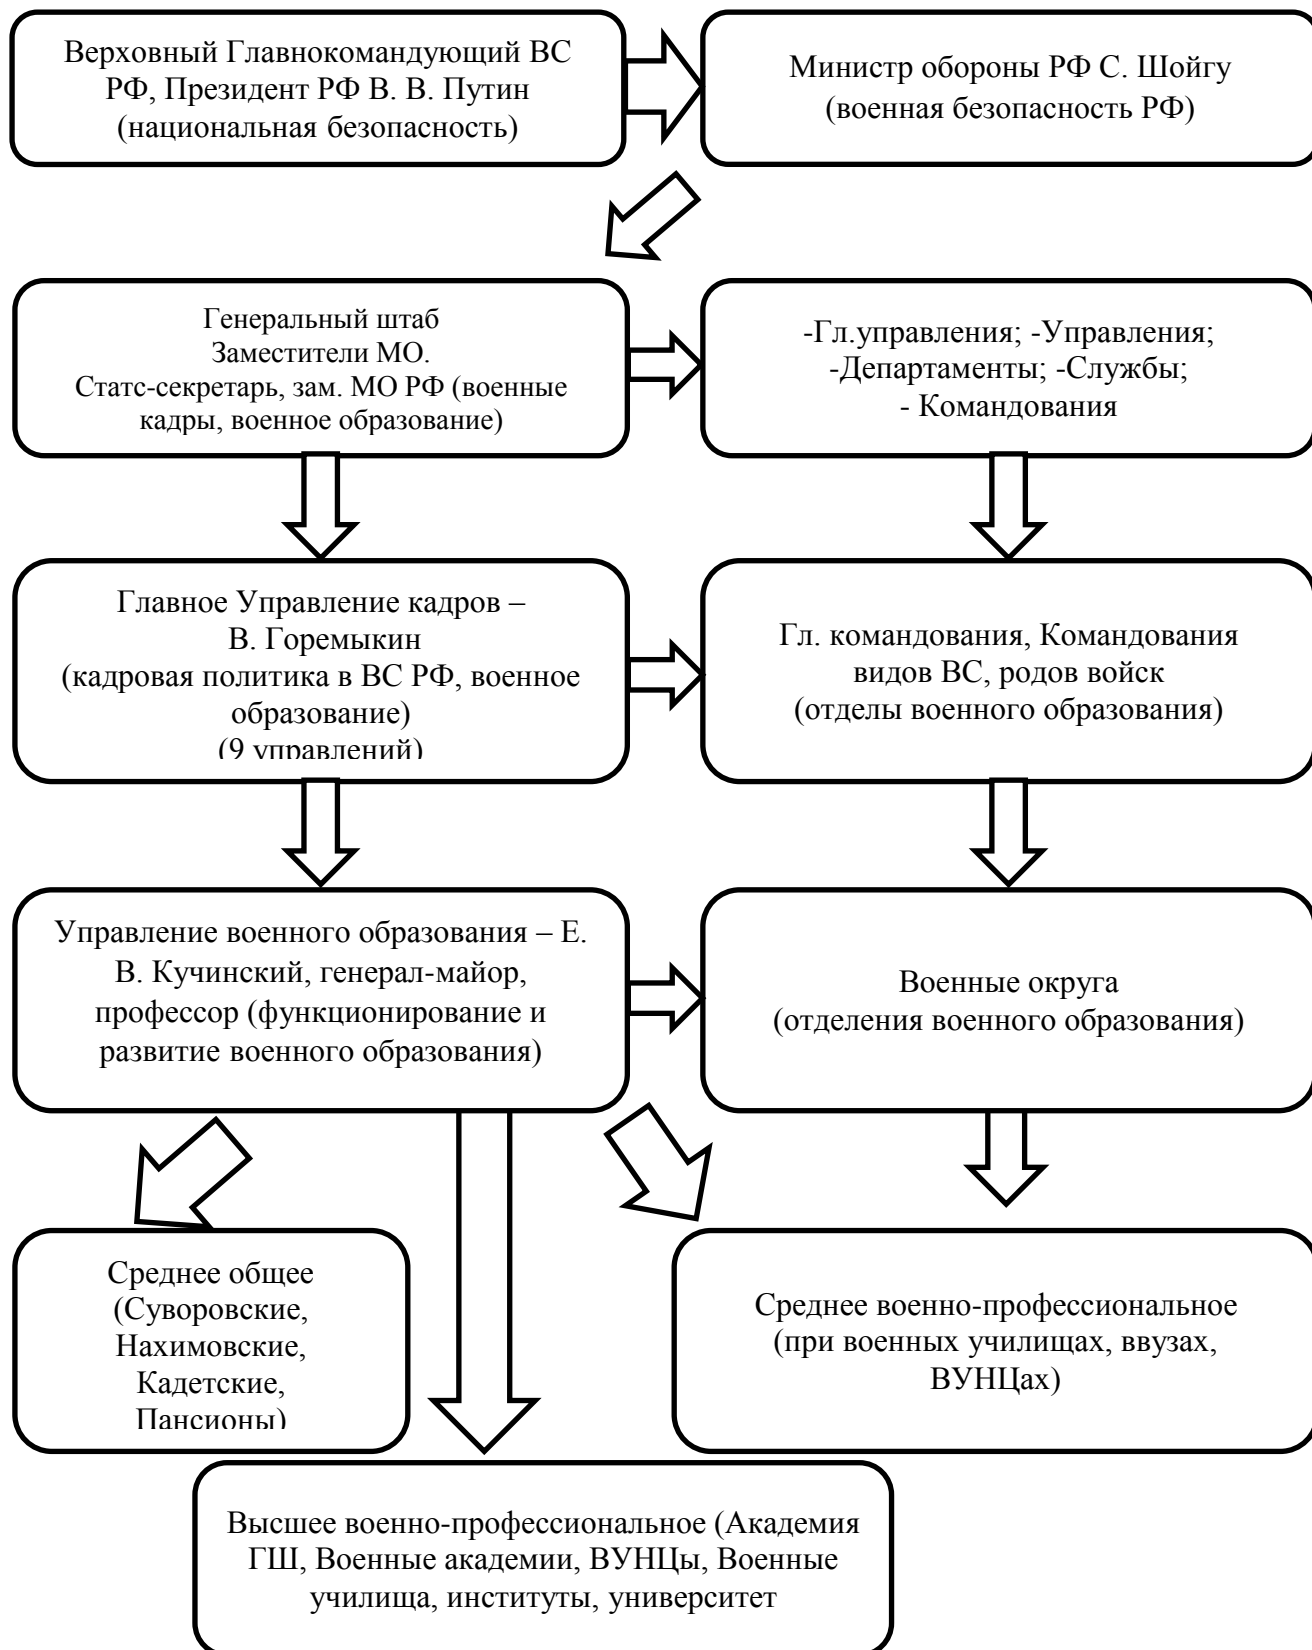 Верховный Главнокомандующий ВС
РФ, Президент РФ В. В. Путин
(национальная безопасность)
Министр обороны РФ С. Шойгу
(военная безопасность РФ)
Генеральный штаб
Заместители МО.
Статс-секретарь, зам. МО РФ (военные
кадры, военное образование)
-Гл.управления; -Управления;
-Департаменты; -Службы;
- Командования
Главное Управление кадров –
В. Горемыкин
(кадровая политика в ВС РФ, военное
образование)
(9 управлений)
Гл. командования, Командования
видов ВС, родов войск
(отделы военного образования)
Управление военного образования – Е.
В. Кучинский, генерал-майор,
профессор (функционирование и
развитие военного образования)
Военные округа
(отделения военного образования)
Среднее общее
(Суворовские,
Нахимовские,
Кадетские,
Пансионы)
Среднее военно-профессиональное
(при военных училищах, ввузах,
ВУНЦах)
Высшее военно-профессиональное (Академия
ГШ, Военные академии, ВУНЦы, Военные
училища, институты, университет